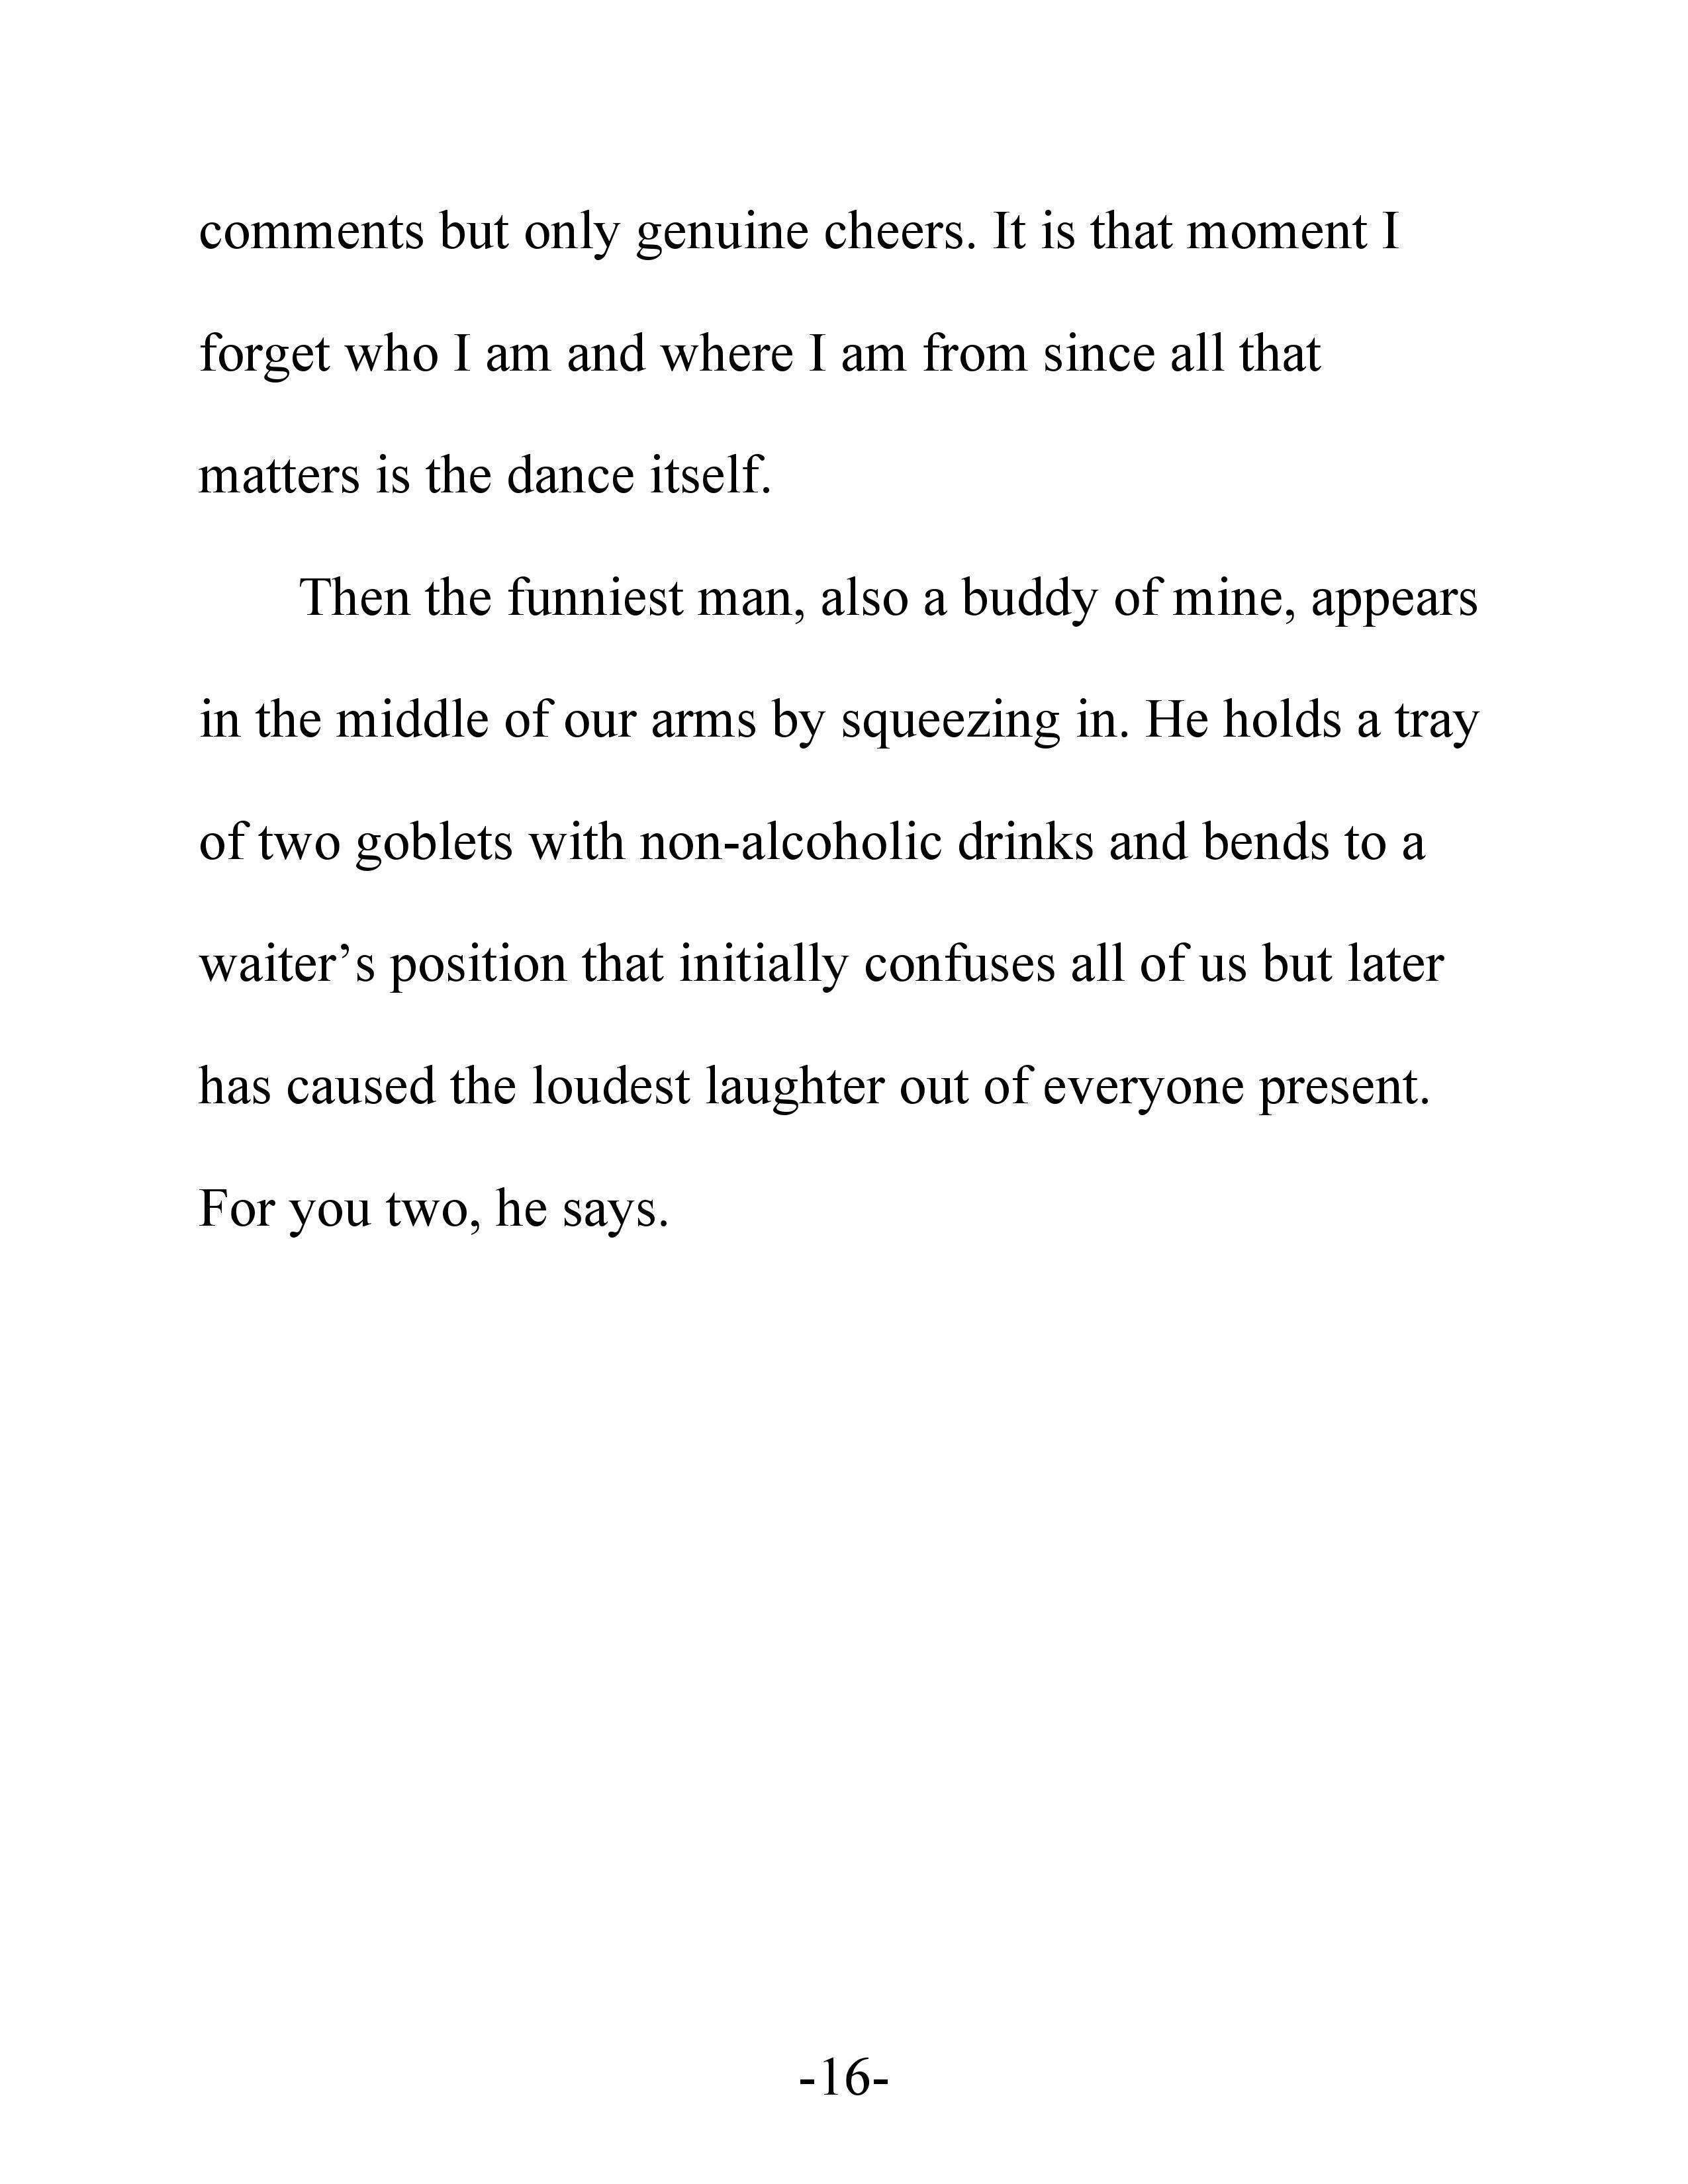 comments but only genuine cheers. It is that moment I
forget who I am and where I am from since all that
matters is the dance itself.
Then the funniest man, also a buddy of mine, appears
in the middle of our arms by squeezing in. He holds a tray
of two goblets with non-alcoholic drinks and bends to a
waiter’s position that initially confuses all of us but later
has caused the loudest laughter out of everyone present.
For you two, he says.
-16-